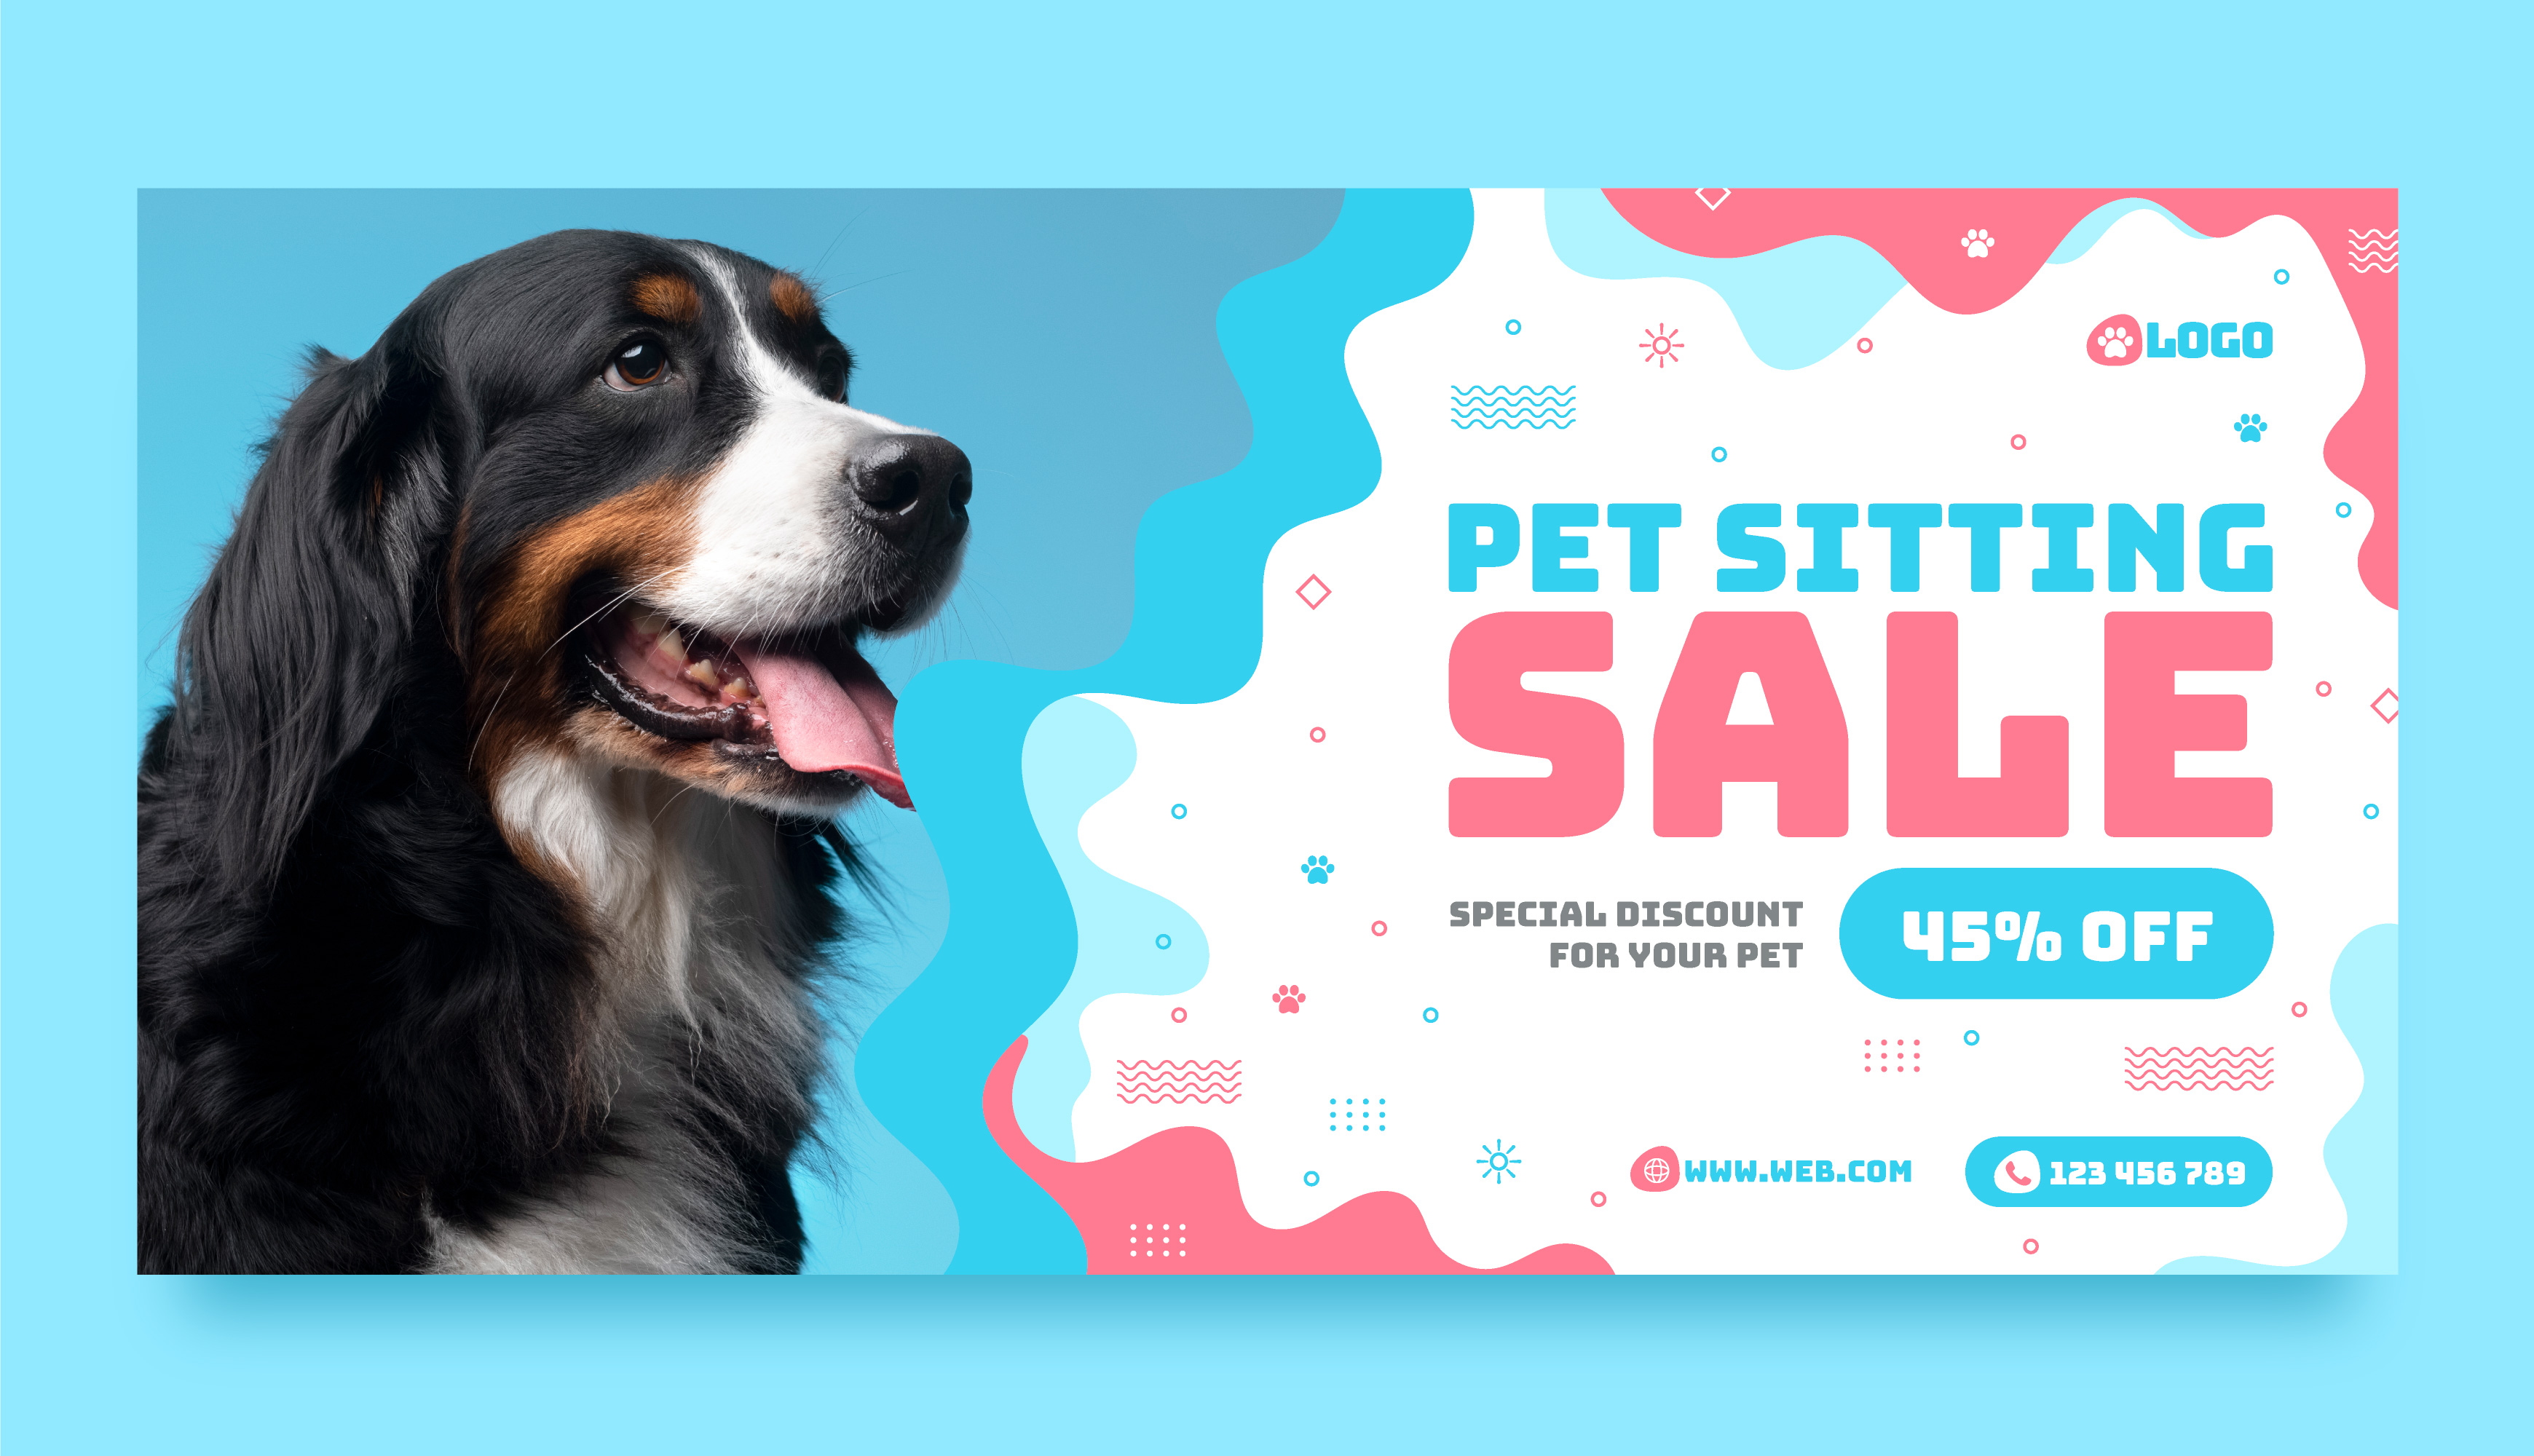 LOGO
PET SITTING
SALE
SPECIAL DISCOUNT
FOR YOUR PET
45% OFF
WWW.WEB.COM
123 456 789